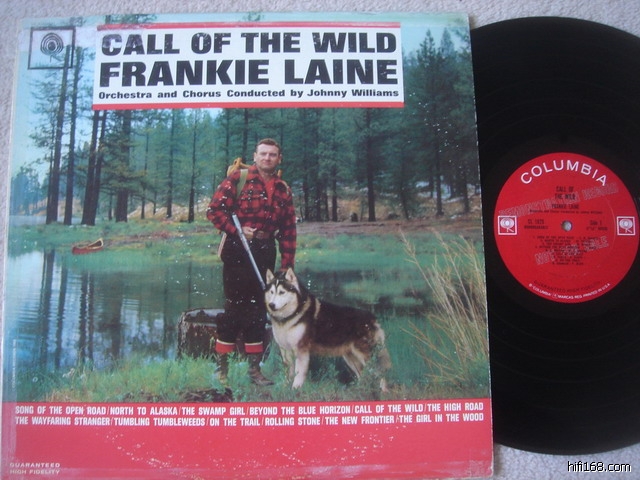 CALL OF THE WILD
FRANKIE LAINE
Orchestra and Chorus Conducted by Johnny Williams
SONG OF THE OPEN ROAD/NORTH TO ALASKA/THE SWAMP GIRL/BEYOND THE BLUE HORIZON/CALL OF THE WILD/THE HIGH ROAD
THE WAYFARING STRANGER/TUMBLING TUMBLEWEEDS/ON THE TRAIL/ROLLING STONE/THE NEW FRONTIER/THE GIRL IN THE WOOD
GUARANTEED
HIGH FIDELITY
COLUMBIA
CALL OF
THE WILD
FRANKIE LAINE
hifi168.com